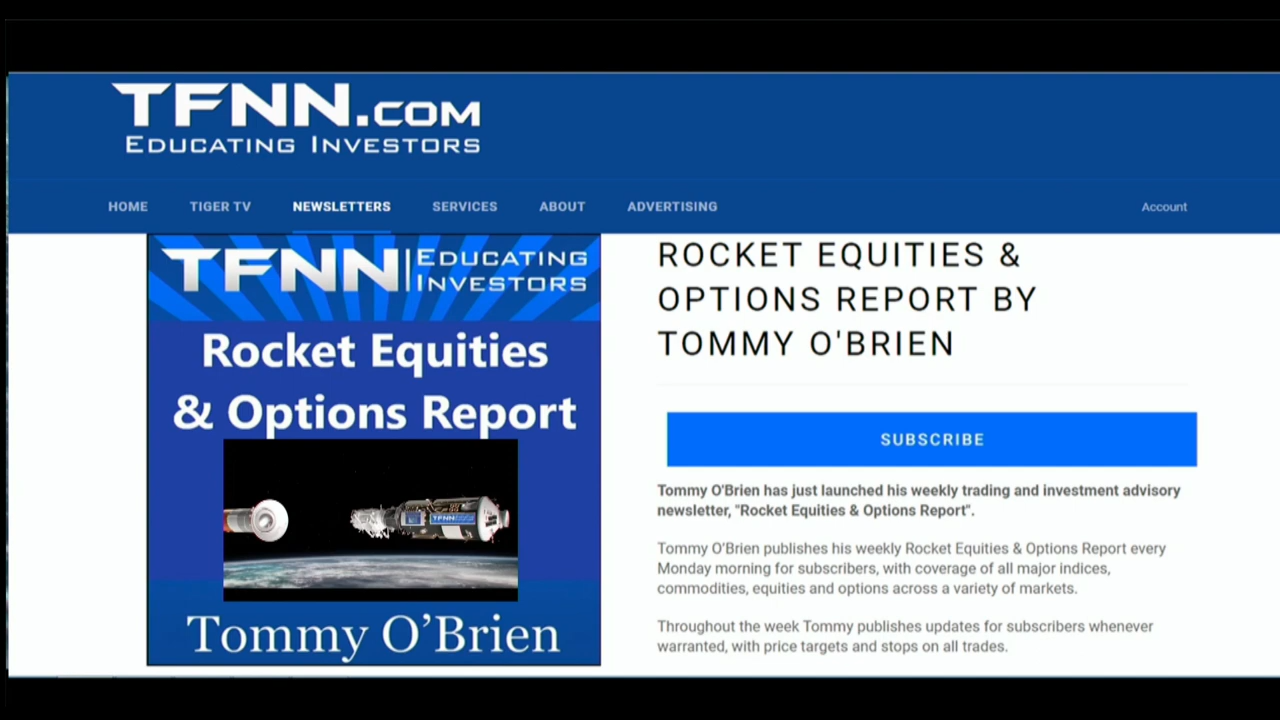 TFNN.COM
EDUCATING INVESTORS
HOME TIGER TV NEWSLETTERS SERVICES ABOUT ADVERTISING Account
TFNN EDUCATING
INVESTORS
Rocket Equities
& Options Report
TFNN
Tommy O’Brien
ROCKET EQUITIES &
OPTIONS REPORT BY
TOMMY O'BRIEN
SUBSCRIBE
Tommy O'Brien has just launched his weekly trading and investment advisory
newsletter, "Rocket Equities & Options Report".
Tommy O’Brien publishes his weekly Rocket Equities & Options Report every
Monday morning for subscribers, with coverage of all major indices,
commodities, equities and options across a variety of markets.
Throughout the week Tommy publishes updates for subscribers whenever
warranted, with price targets and stops on all trades.